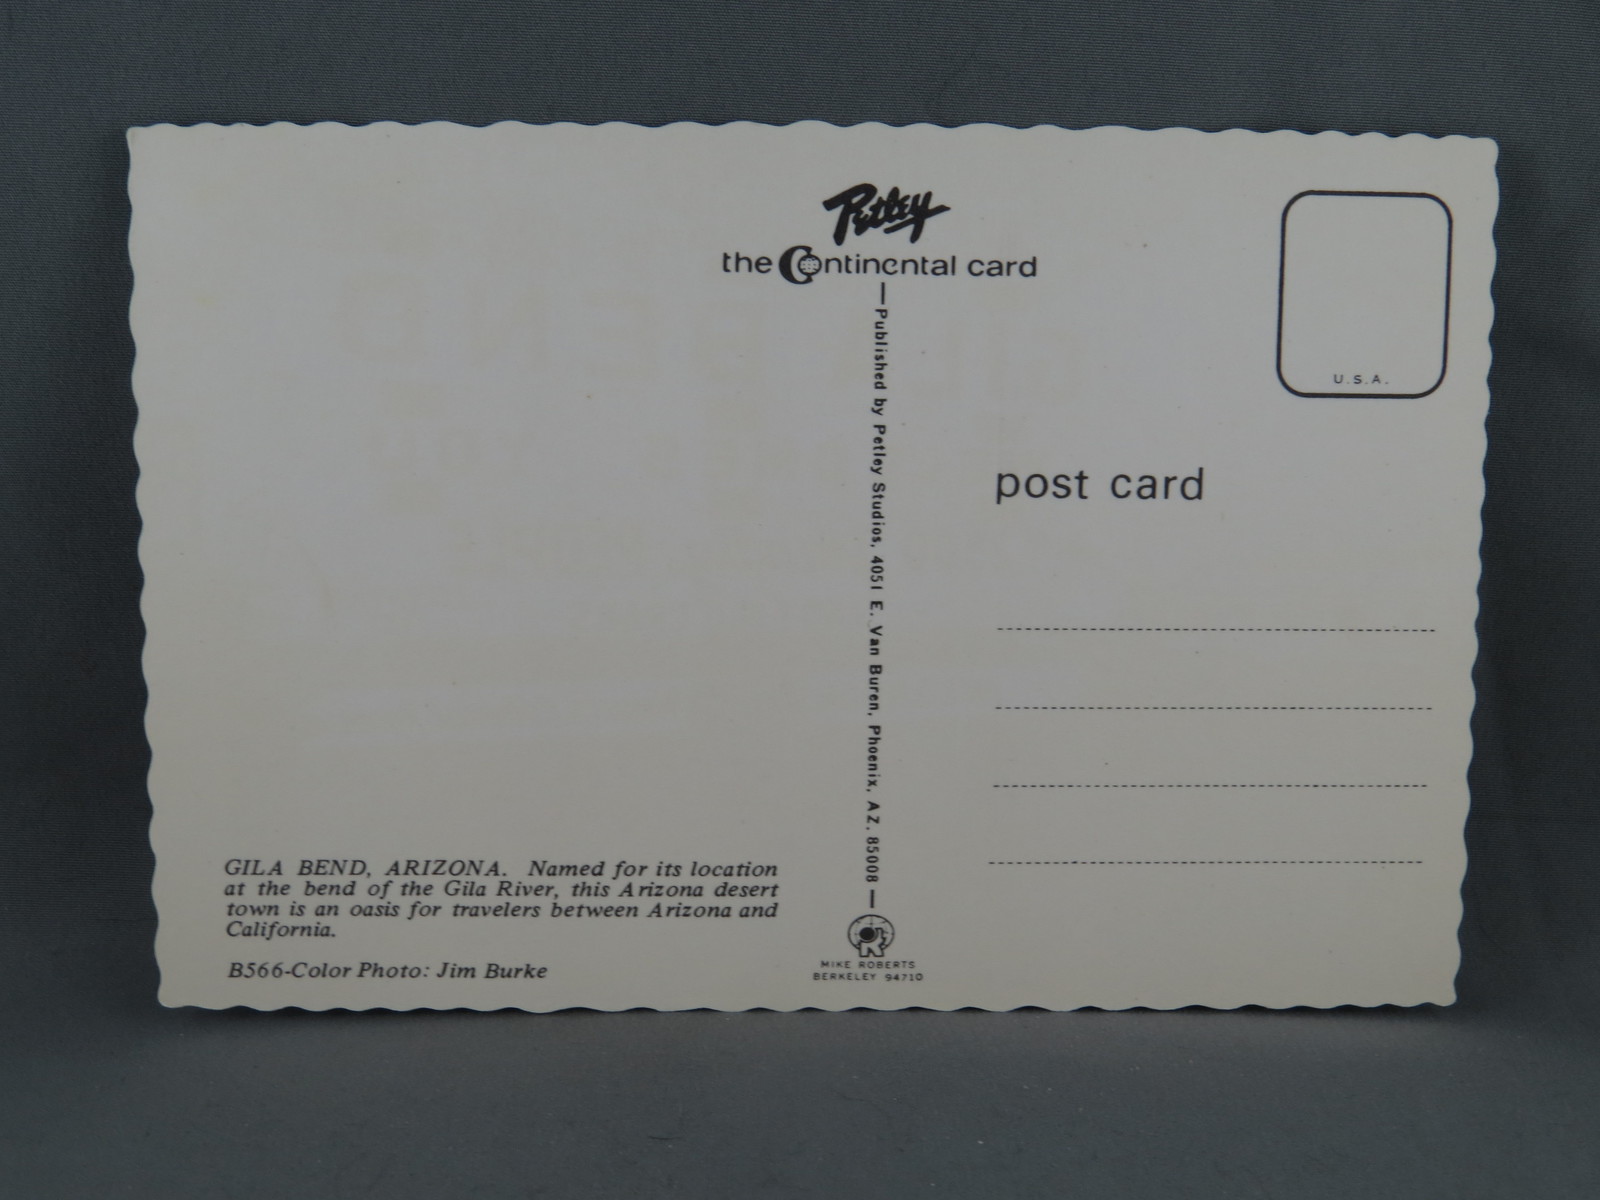 Petley
the Continental card
U.S.A.
Published by Petley Studios, 4051 E. Van Buren, Phoenix, AZ. 85008
post card
GILA BEND, ARIZONA. Named for its location
at the bend of the Gila River, this Arizona desert
town is an oasis for travelers between Arizona and
California.
B566-Color Photo: Jim Burke
MIKE ROBERTS
BERKELEY 94710